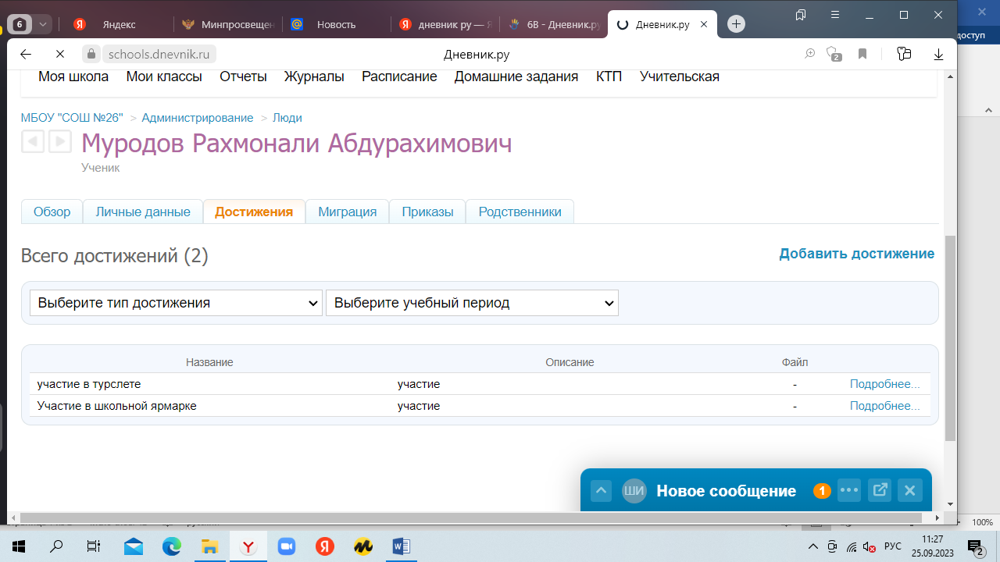 6
Яндекс
Минпросвещен
Новость
дневник ру — Я
6В - Дневник.ру
Дневник.ру
доступ
schools.dnevnik.ru
Дневник.ру
2
Моя школа Мои классы Отчеты Журналы Расписание Домашние задания КТП Учительская
МБОУ "СОШ №26" > Администрирование > Люди
Муродов Рахмонали Абдурахимович
Ученик
Обзор Личные данные Достижения Миграция Приказы Родственники
Всего достижений (2)
Добавить достижение
Выберите тип достижения
Выберите учебный период
Название Описание Файл
участие в турслете участие - Подробнее...
Участие в школьной ярмарке участие - Подробнее...
ШИ Новое сообщение 1
100%
РУС
11:27
25.09.2023
2